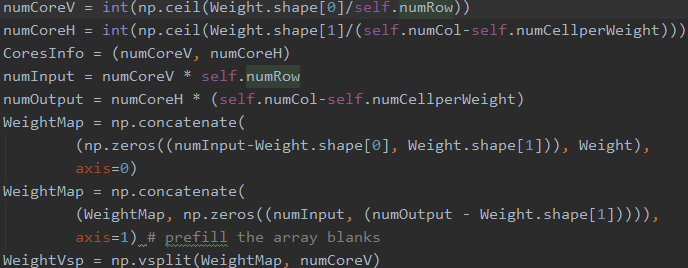 numCoreV = int(np.ceil(Weight.shape[0]/self.numRow))
numCoreH = int(np.ceil(Weight.shape[1]/(self.numCol-self.numCellperWeight)))
CoresInfo = (numCoreV, numCoreH)
numInput = numCoreV * self.numRow
numOutput = numCoreH * (self.numCol-self.numCellperWeight)
WeightMap = np.concatenate(
(np.zeros((numInput-Weight.shape[0], Weight.shape[1])), Weight),
axis=0)
WeightMap = np.concatenate(
(WeightMap, np.zeros((numInput, (numOutput - Weight.shape[1])))),
axis=1) # prefill the array blanks
WeightVsp = np.vsplit(WeightMap, numCoreV)